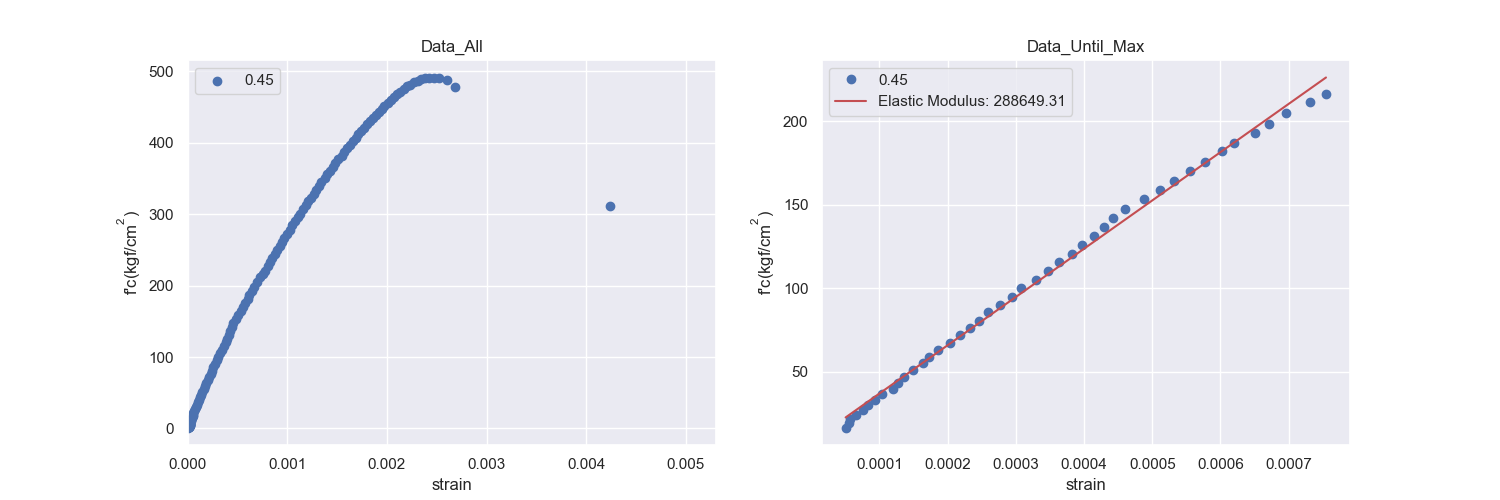 Data_All
0.45
500
400
300
200
100
0
f'c(kgf/cm²)
0.000 0.001 0.002 0.003 0.004 0.005
strain
Data_Until_Max
0.45
Elastic Modulus: 288649.31
200
150
100
50
f'c(kgf/cm²)
0.0001 0.0002 0.0003 0.0004 0.0005 0.0006 0.0007
strain